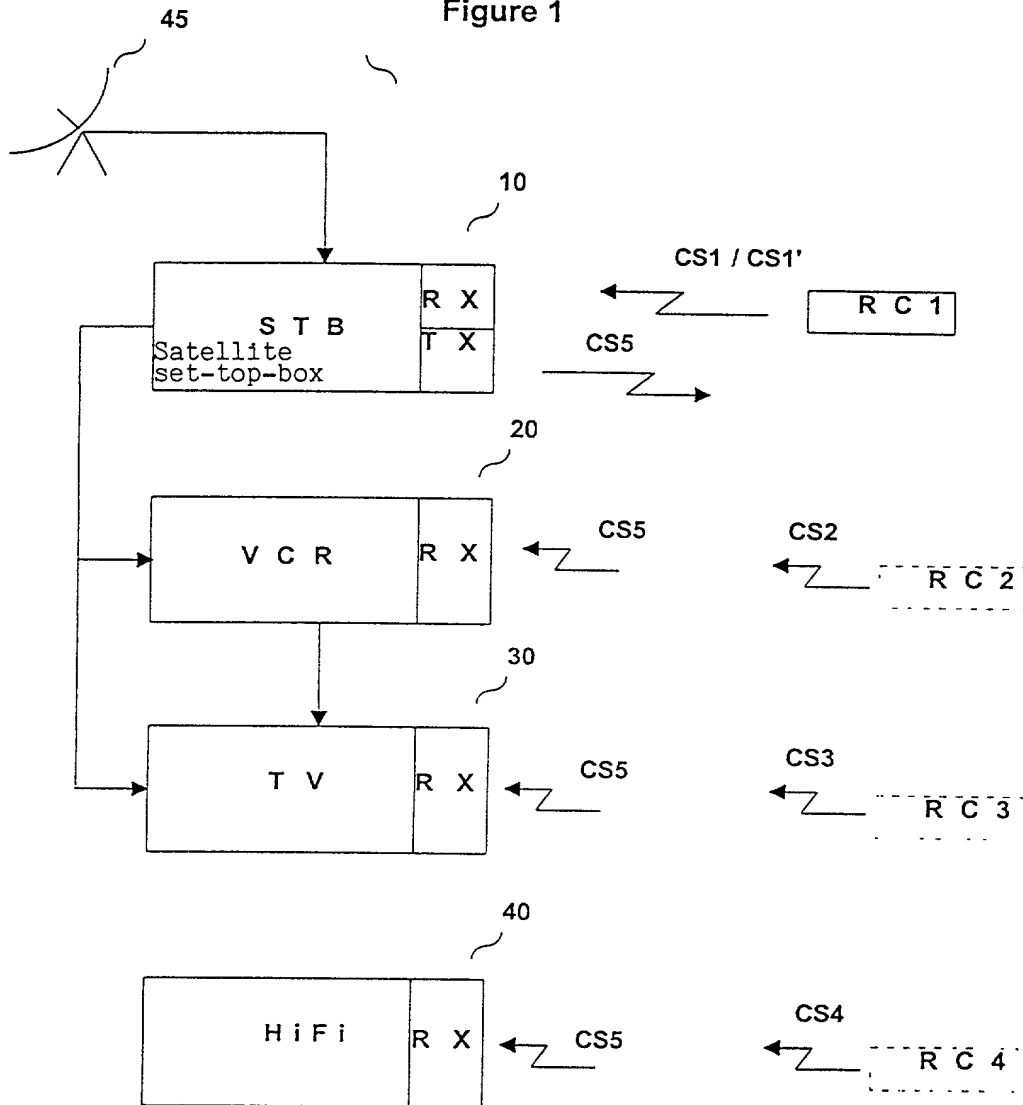 Figure 1
45
10
CS1 / CS1'
R X
R C 1
S T B
T X
Satellite
set-top-box
CS5
20
V C R
R X
CS5
CS2
R C 2
30
T V
R X
CS5
CS3
R C 3
40
HiFi
R X
CS5
CS4
R C 4